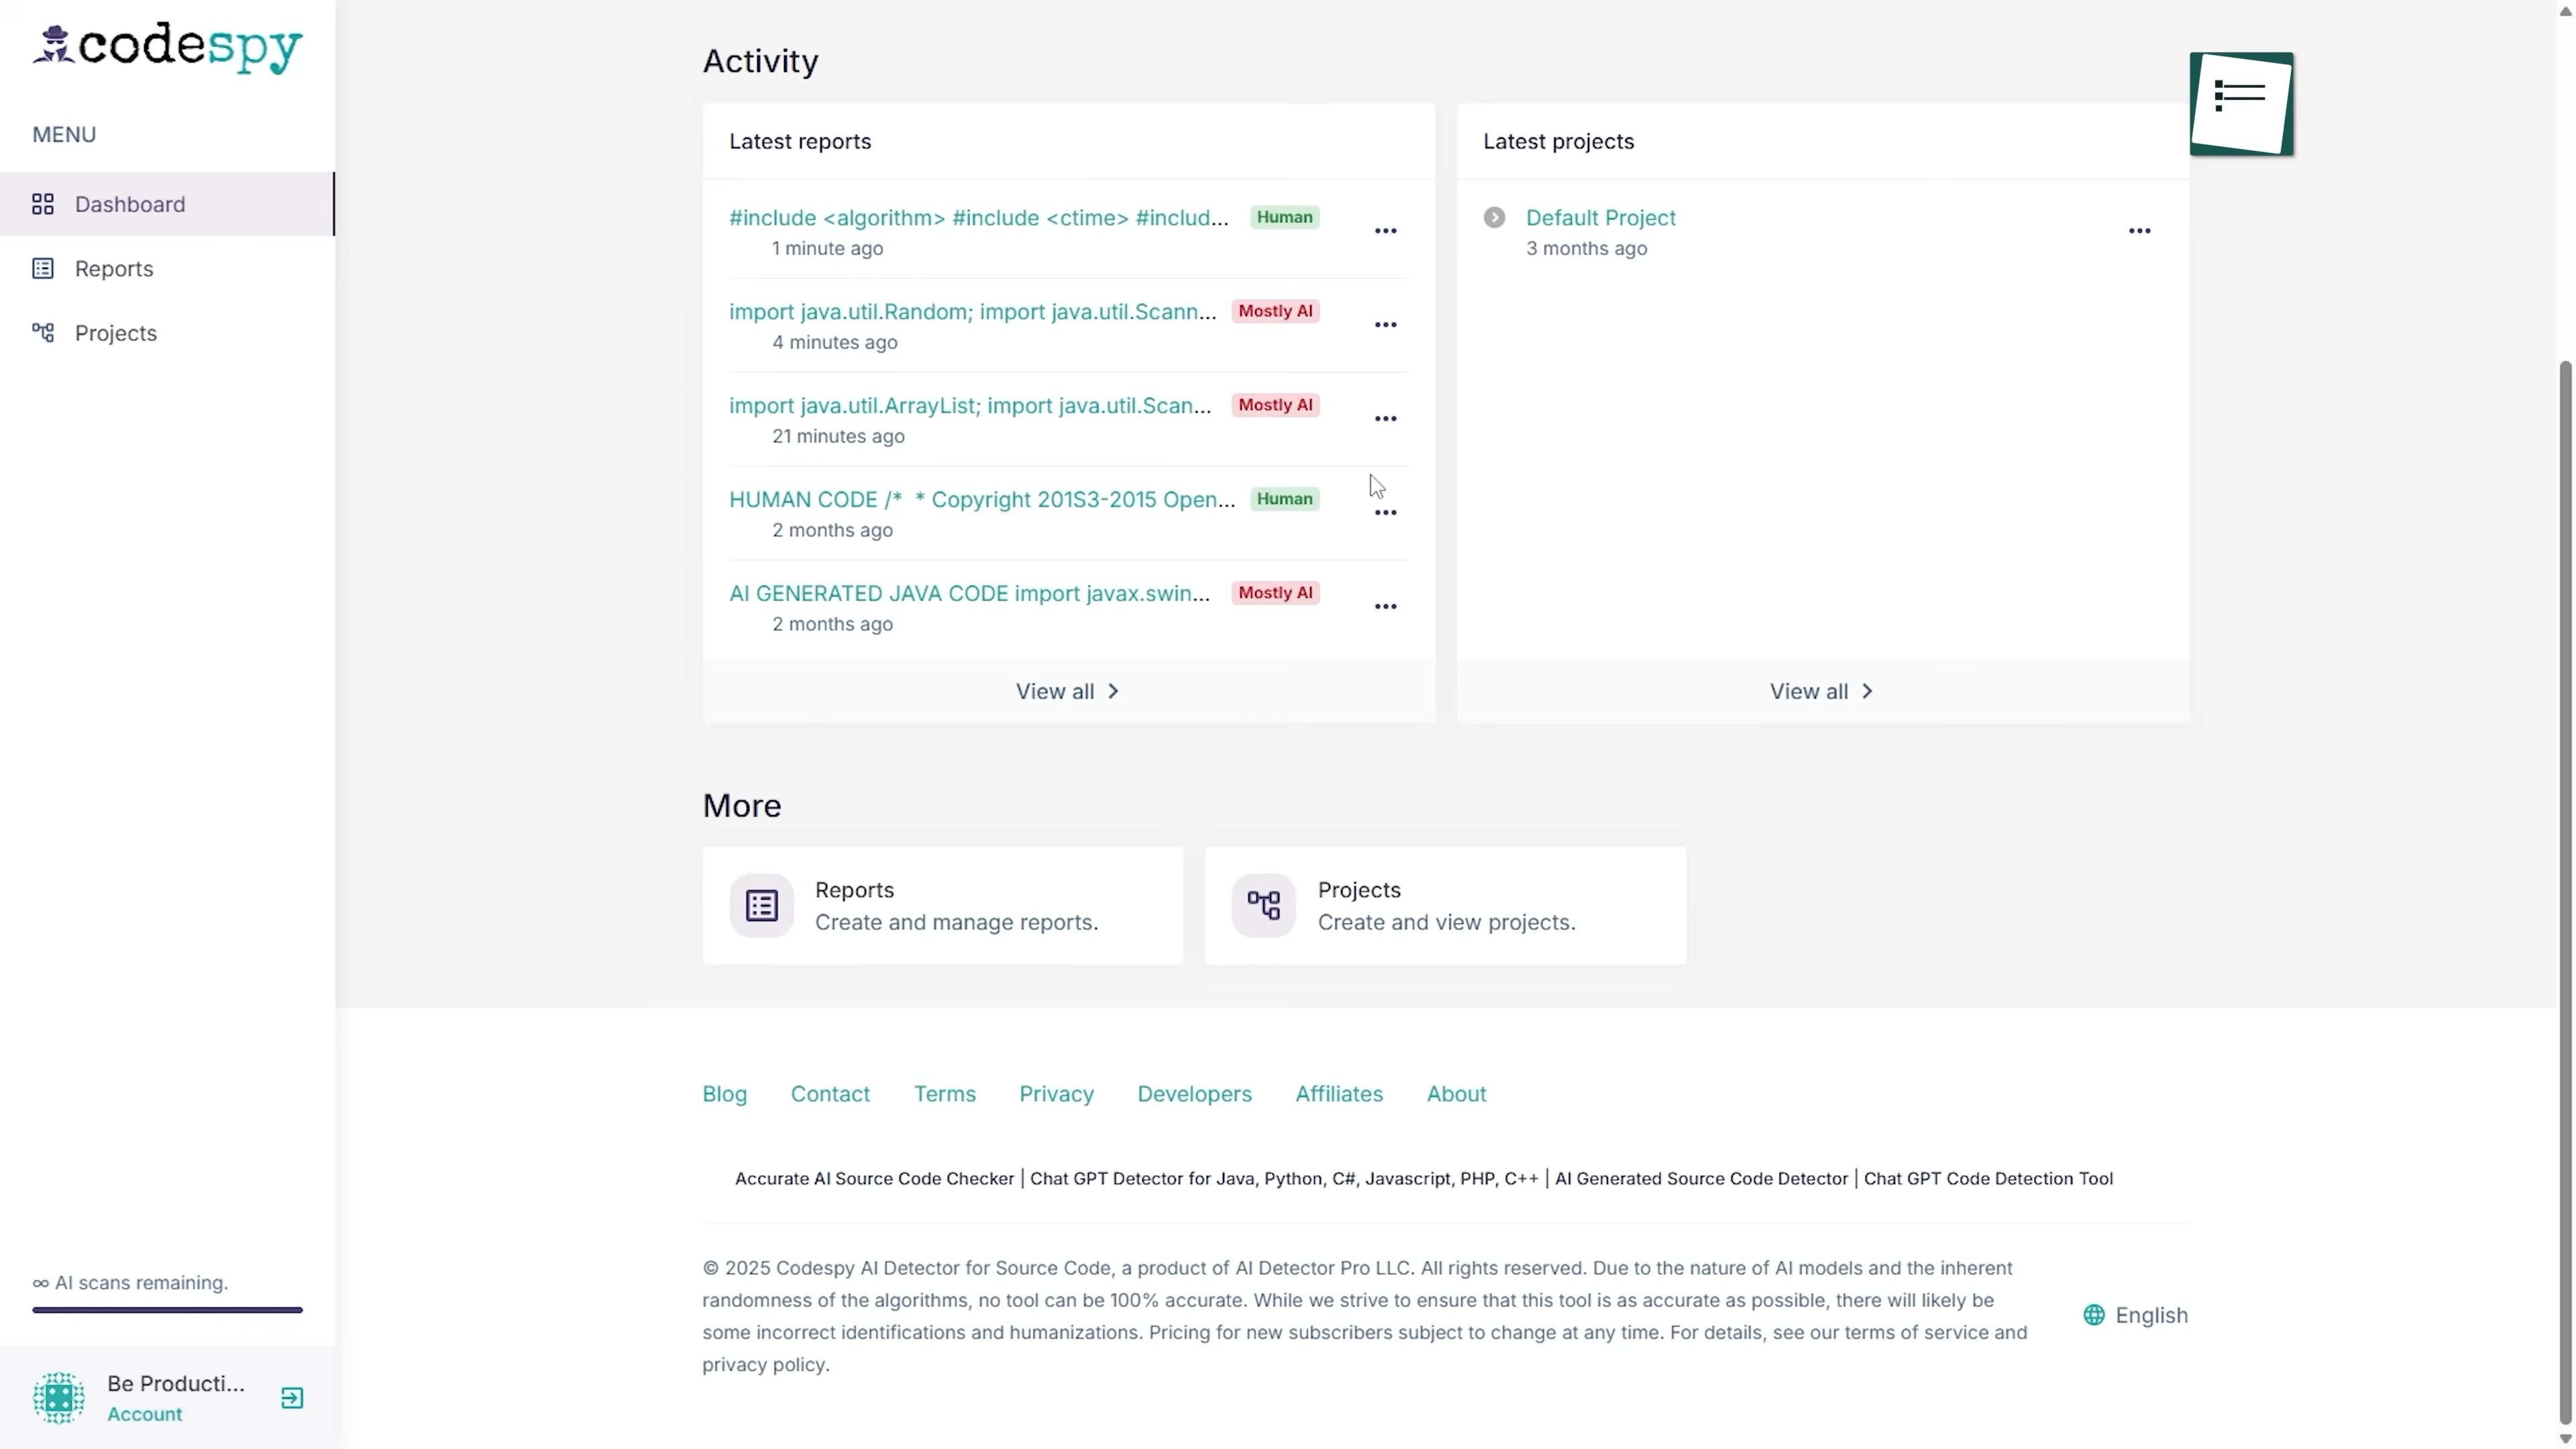 codespy
MENU
Dashboard
Reports
Projects
∞ AI scans remaining.
Be Producti...
Account
Activity
Latest reports
#include <algorithm> #include <ctime> #includ... Human
1 minute ago
import java.util.Random; import java.util.Scann... Mostly AI
4 minutes ago
import java.util.ArrayList; import java.util.Scan... Mostly AI
21 minutes ago
HUMAN CODE /* * Copyright 201S3-2015 Open... Human
2 months ago
AI GENERATED JAVA CODE import javax.swin... Mostly AI
2 months ago
View all
Latest projects
Default Project
3 months ago
View all
More
Reports
Create and manage reports.
Projects
Create and view projects.
Blog Contact Terms Privacy Developers Affiliates About
Accurate AI Source Code Checker | Chat GPT Detector for Java, Python, C#, Javascript, PHP, C++ | AI Generated Source Code Detector | Chat GPT Code Detection Tool
© 2025 Codespy AI Detector for Source Code, a product of AI Detector Pro LLC. All rights reserved. Due to the nature of AI models and the inherent
randomness of the algorithms, no tool can be 100% accurate. While we strive to ensure that this tool is as accurate as possible, there will likely be
some incorrect identifications and humanizations. Pricing for new subscribers subject to change at any time. For details, see our terms of service and
privacy policy.
English